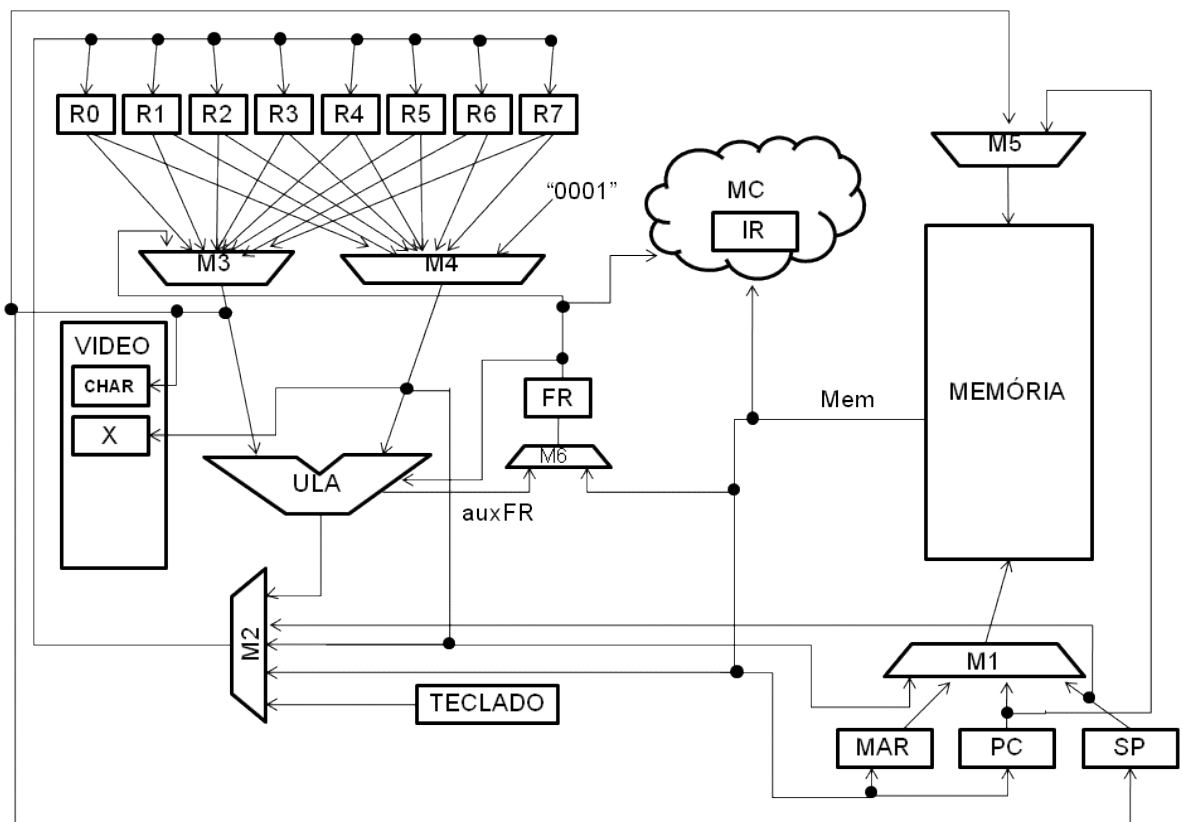 R0 R1 R2 R3 R4 R5 R6 R7
M5
MC
IR
“0001”
M3
M4
VIDEO
CHAR
X
FR
Mem
MEMÓRIA
M6
ULA
auxFR
M2
M1
TECLADO
MAR
PC
SP